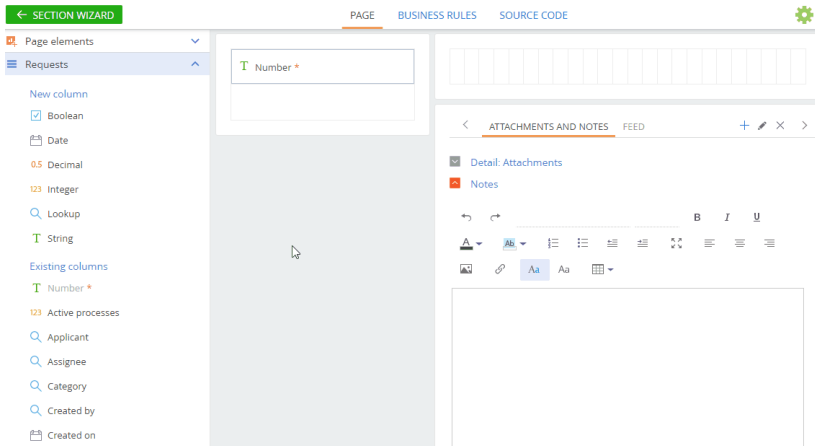 ← SECTION WIZARD
PAGE
BUSINESS RULES
SOURCE CODE
Page elements
Requests
New column
Boolean
Date
0.5 Decimal
123 Integer
Lookup
T String
Existing columns
T Number *
123 Active processes
Applicant
Assignee
Category
Created by
Created on
T Number *
ATTACHMENTS AND NOTES
FEED
Detail: Attachments
Notes
B I U
A Ab
Aa Aa